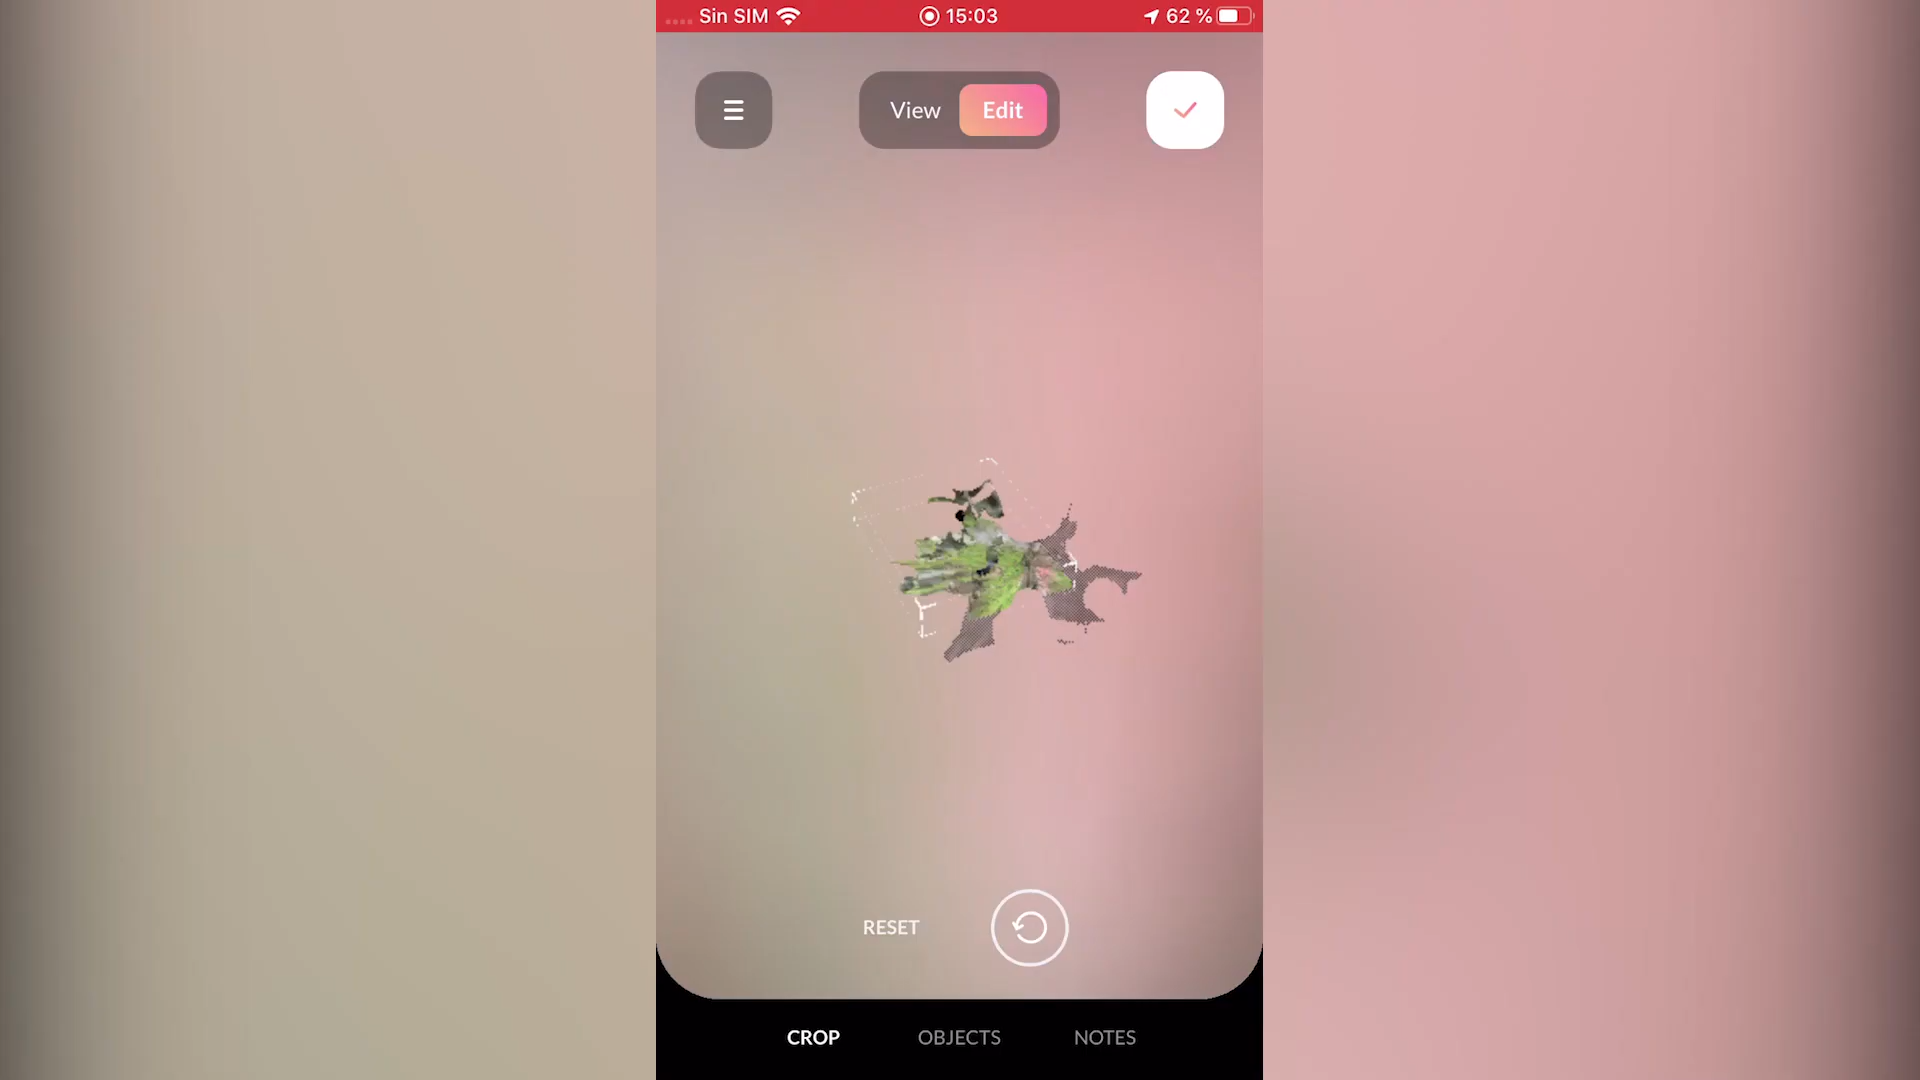 Sin SIM 15:03 62 %
View Edit
RESET
CROP OBJECTS NOTES